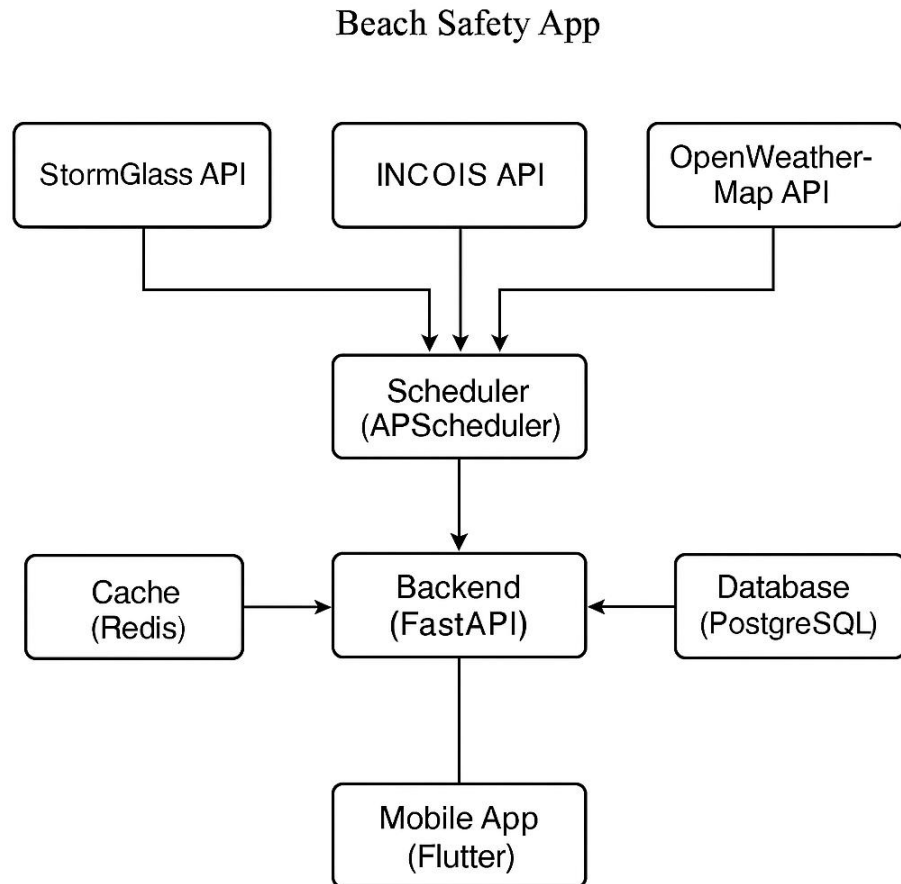 Beach Safety App
StormGlass API
INCOIS API
OpenWeather-
Map API
Scheduler
(APScheduler)
Cache
(Redis)
Backend
(FastAPI)
Database
(PostgreSQL)
Mobile App
(Flutter)